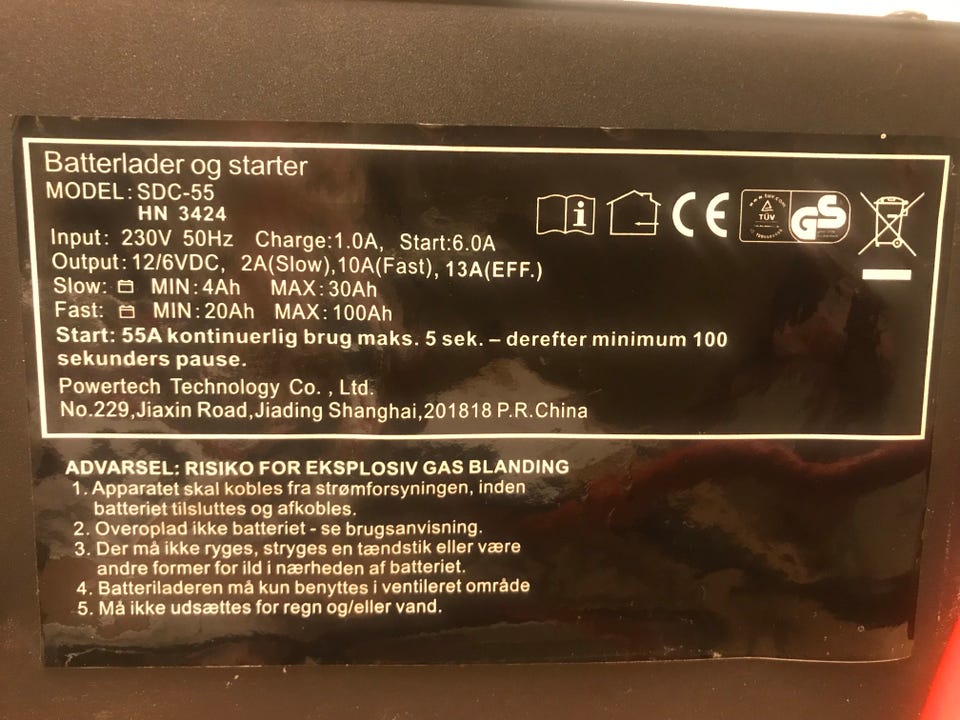 Batterlader og starter
MODEL: SDC-55
HN 3424
Input: 230V 50Hz Charge:1.0A, Start:6.0A
Output: 12/6VDC, 2A(Slow),10A(Fast), 13A(EFF.)
Slow: MIN:4Ah MAX:30Ah
Fast: MIN:20Ah MAX:100Ah
Start: 55A kontinuerlig brug maks. 5 sek. – derefter minimum 100
sekunders pause.
Powertech Technology Co. , Ltd.
No.229,Jiaxin Road,Jiading Shanghai,201818 P.R.China
CE
TÜV
GS
ADVARSEL: RISIKO FOR EKSPLOSIV GAS BLANDING
1. Apparatet skal kobles fra strømforsyningen, inden
batteriet tilsluttes og afkobles.
2. Overoplad ikke batteriet - se brugsanvisning.
3. Der må ikke ryges, stryges en tændstik eller være
andre former for ild i nærheden af batteriet.
4. Batteriladeren må kun benyttes i ventileret område
5. Må ikke udsættes for regn og/eller vand.